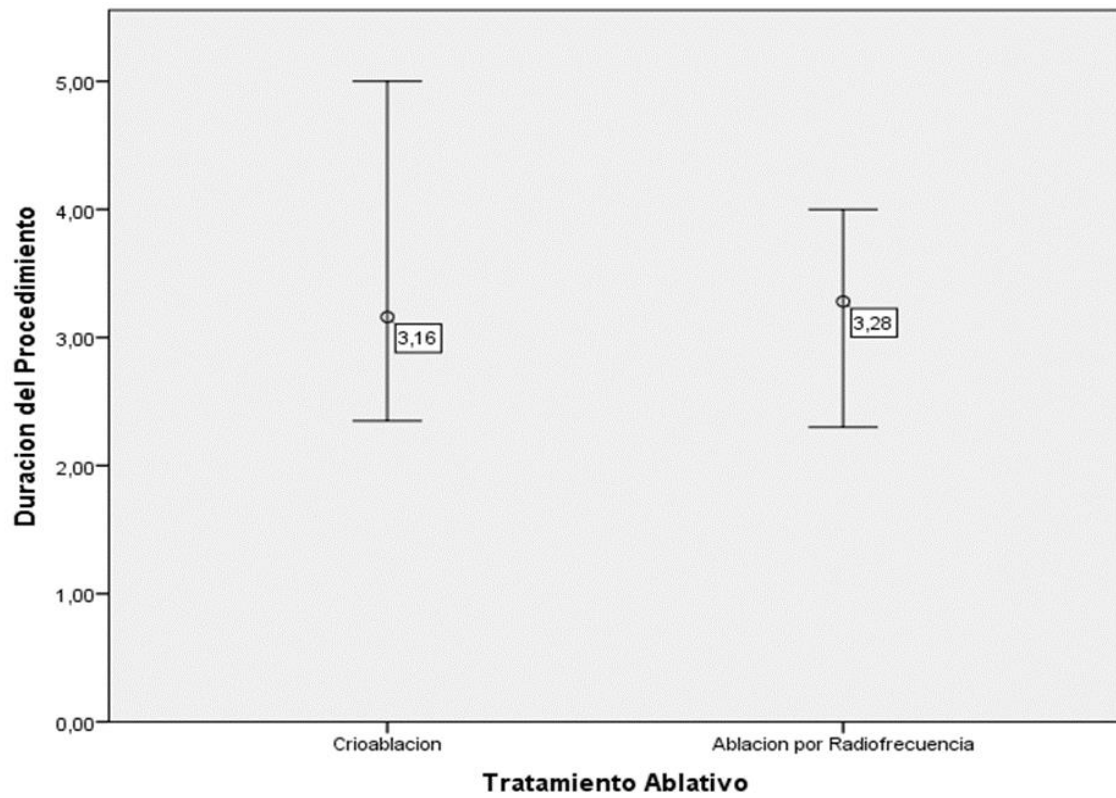 5,00
4,00
3,00
2,00
1,00
0,00
Duracion del Procedimiento
3,16
3,28
Crioablacion
Ablacion por Radiofrecuencia
Tratamiento Ablativo